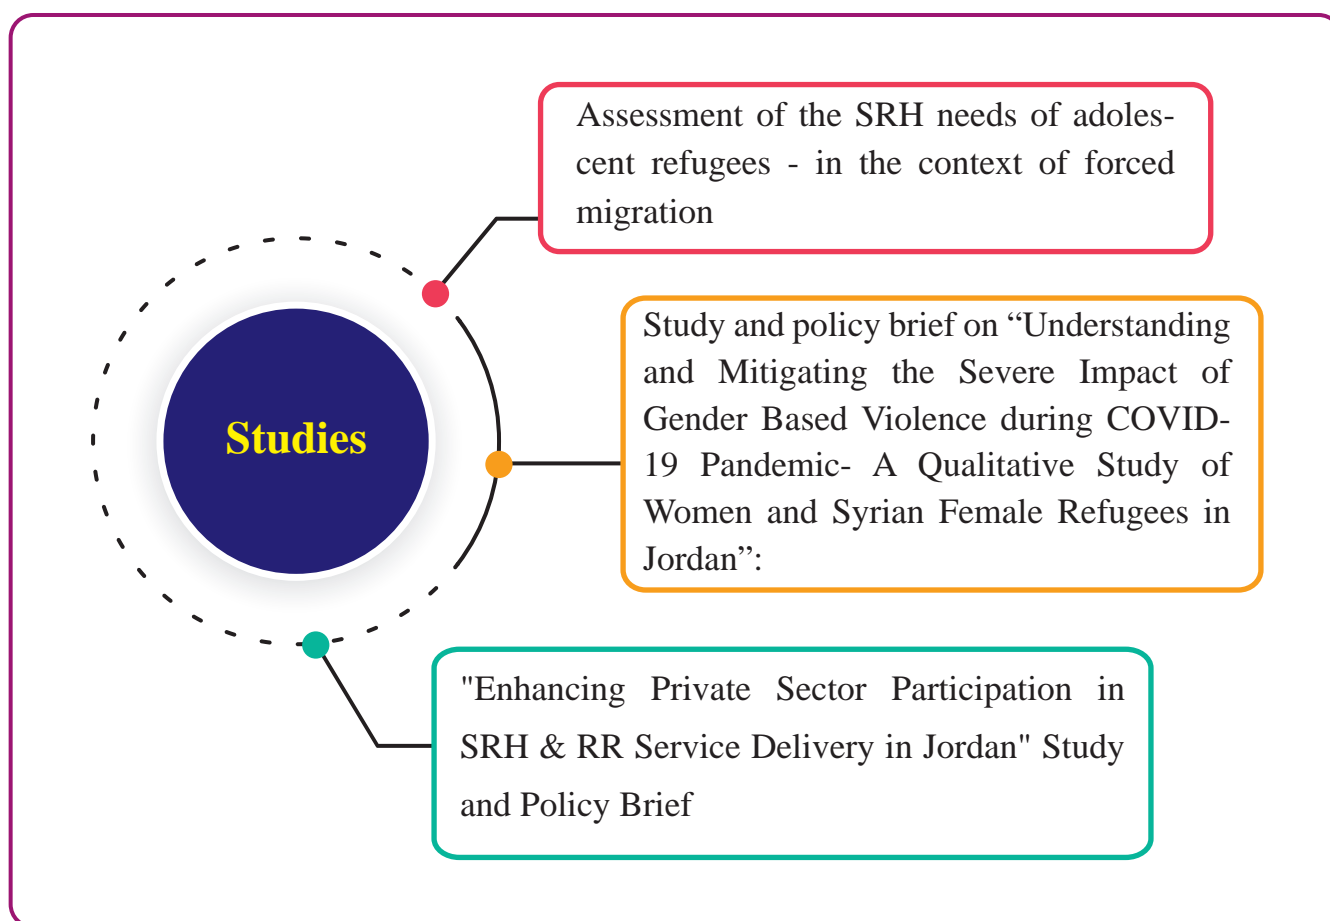 Assessment of the SRH needs of adoles-
cent refugees - in the context of forced
migration
Studies
Study and policy brief on “Understanding
and Mitigating the Severe Impact of
Gender Based Violence during COVID-
19 Pandemic- A Qualitative Study of
Women and Syrian Female Refugees in
Jordan”:
"Enhancing Private Sector Participation in
SRH & RR Service Delivery in Jordan" Study
and Policy Brief